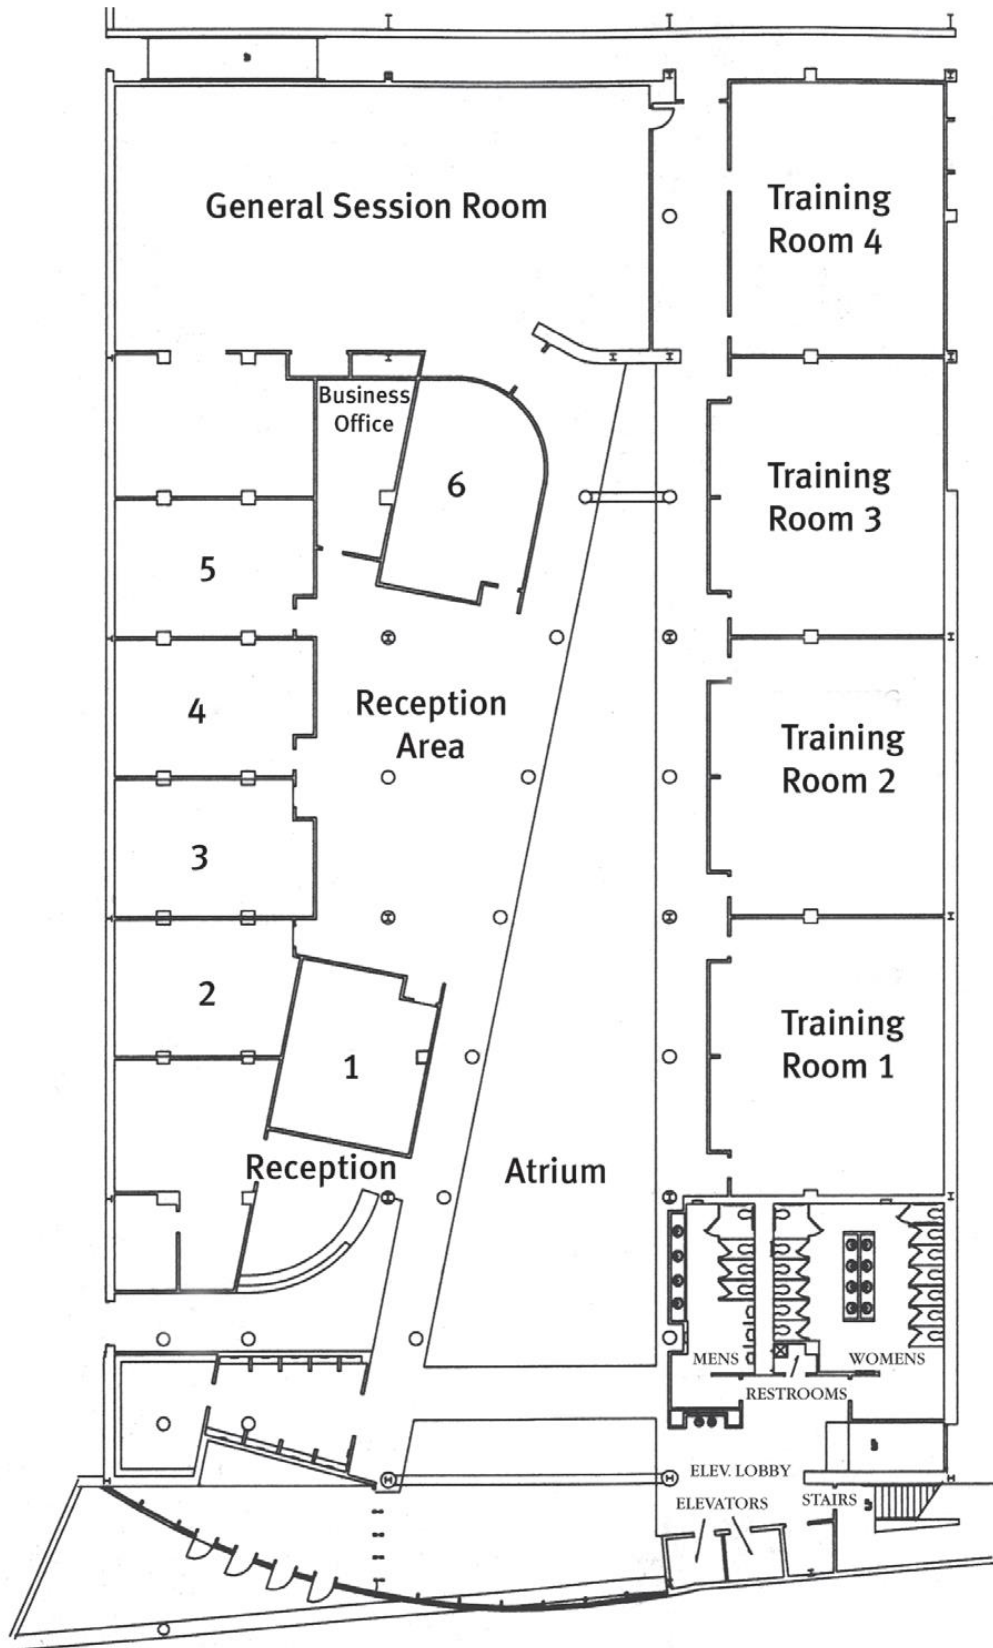 General Session Room
Training
Room 4
Business
Office
6
Training
Room 3
5
4
Reception
Area
Training
Room 2
3
2
1
Training
Room 1
Reception
Atrium
MENS
WOMENS
RESTROOMS
ELEV. LOBBY
ELEVATORS
STAIRS